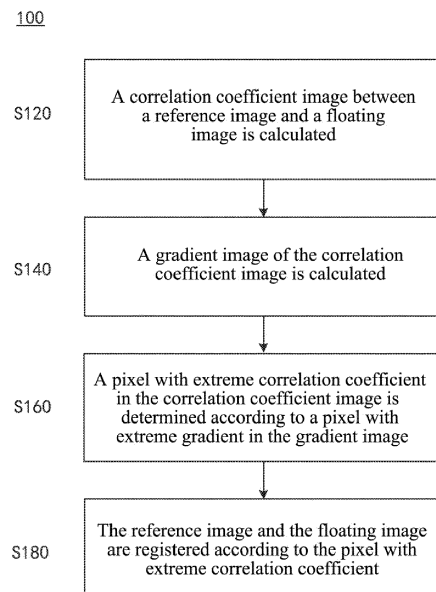 100
S120
A correlation coefficient image between
a reference image and a floating
image is calculated
S140
A gradient image of the correlation
coefficient image is calculated
S160
A pixel with extreme correlation coefficient
in the correlation coefficient image is
determined according to a pixel with
extreme gradient in the gradient image
S180
The reference image and the floating image
are registered according to the pixel with
extreme correlation coefficient